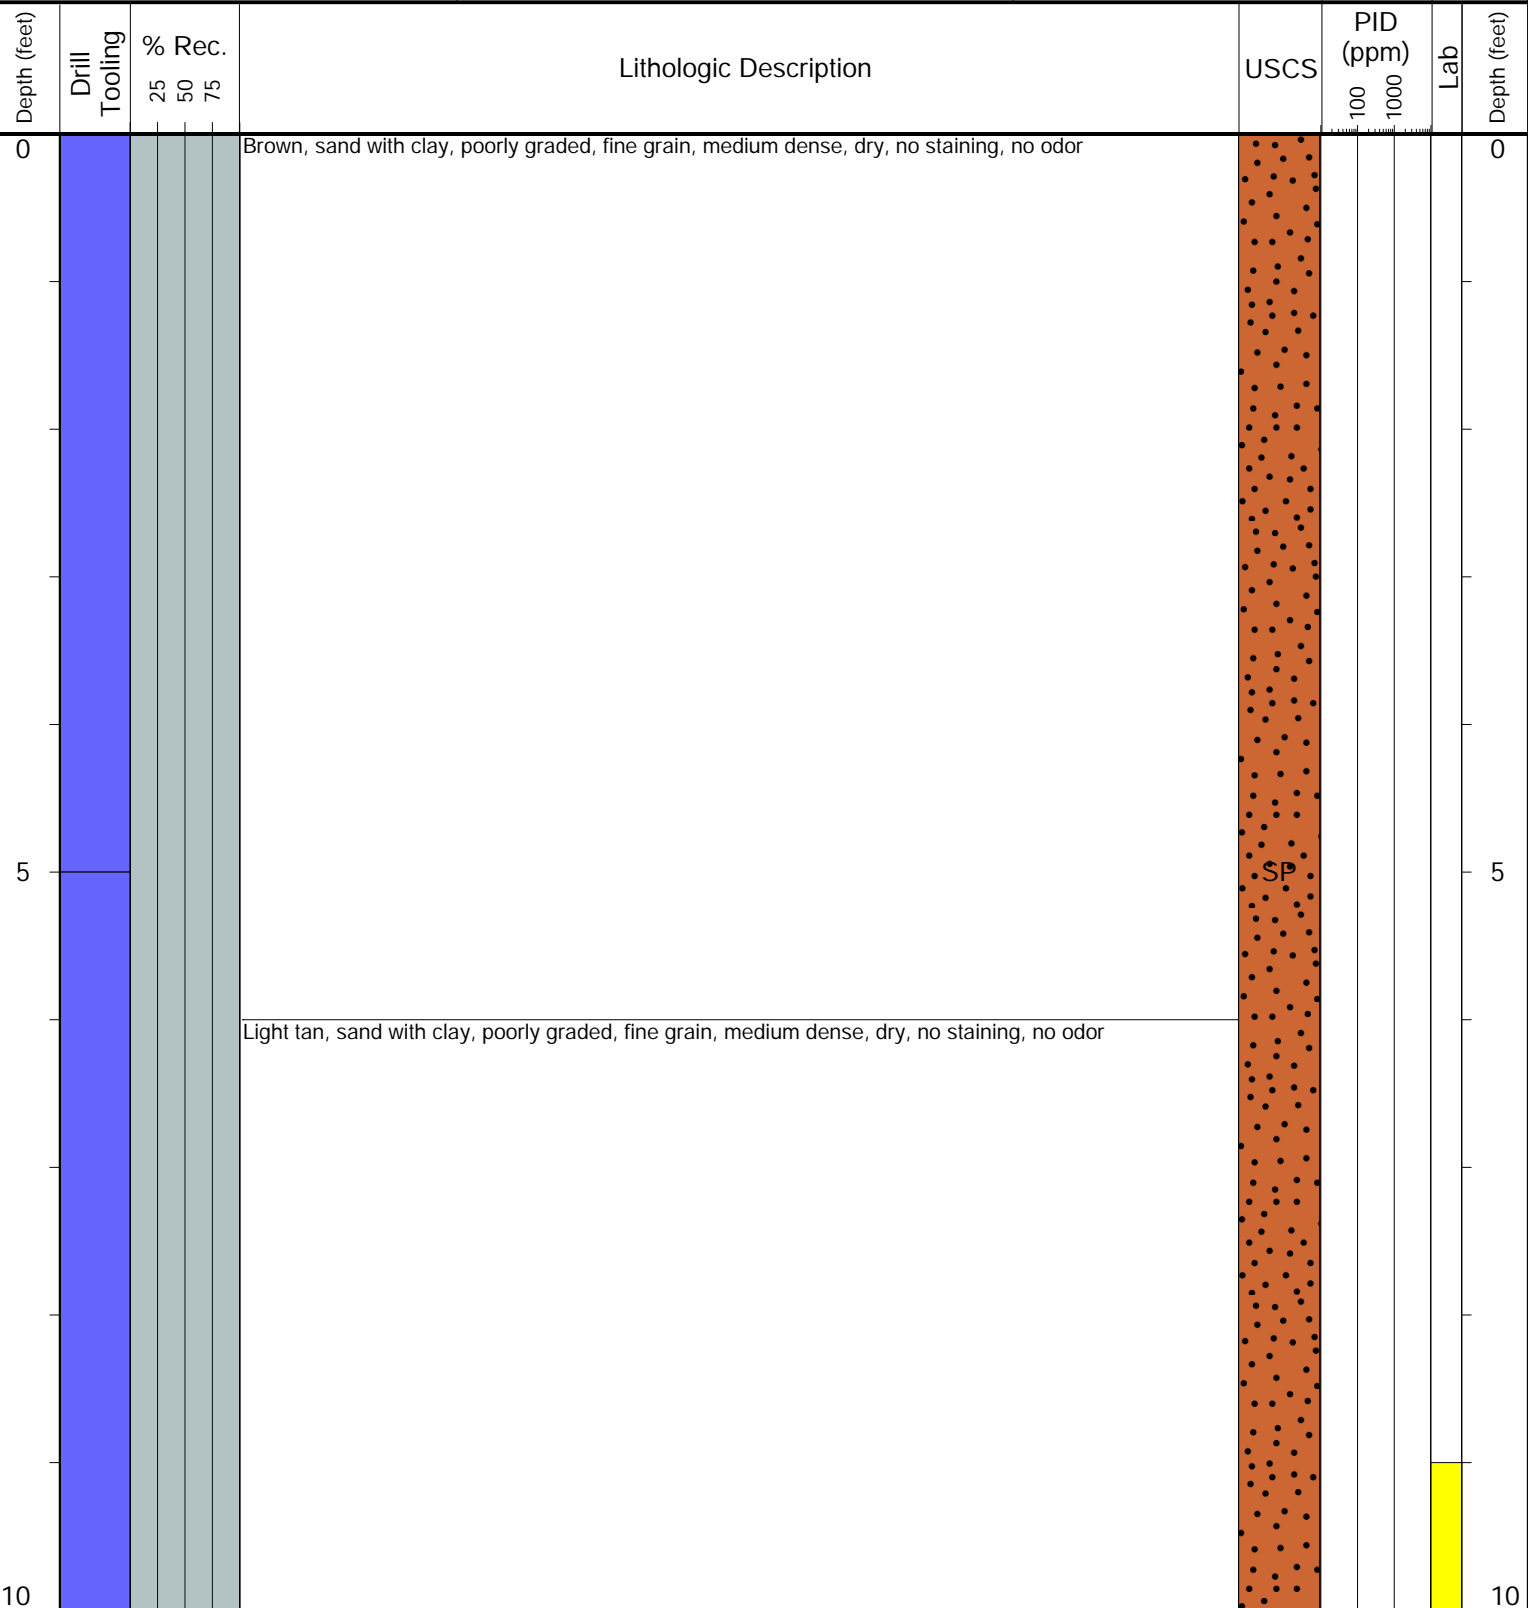 Depth (feet)
Drill
Tooling
% Rec.
25 50 75
Lithologic Description
USCS
PID
(ppm)
100 1000
Lab
Depth (feet)
0
Brown, sand with clay, poorly graded, fine grain, medium dense, dry, no staining, no odor
0
5
SP
5
Light tan, sand with clay, poorly graded, fine grain, medium dense, dry, no staining, no odor
10
10